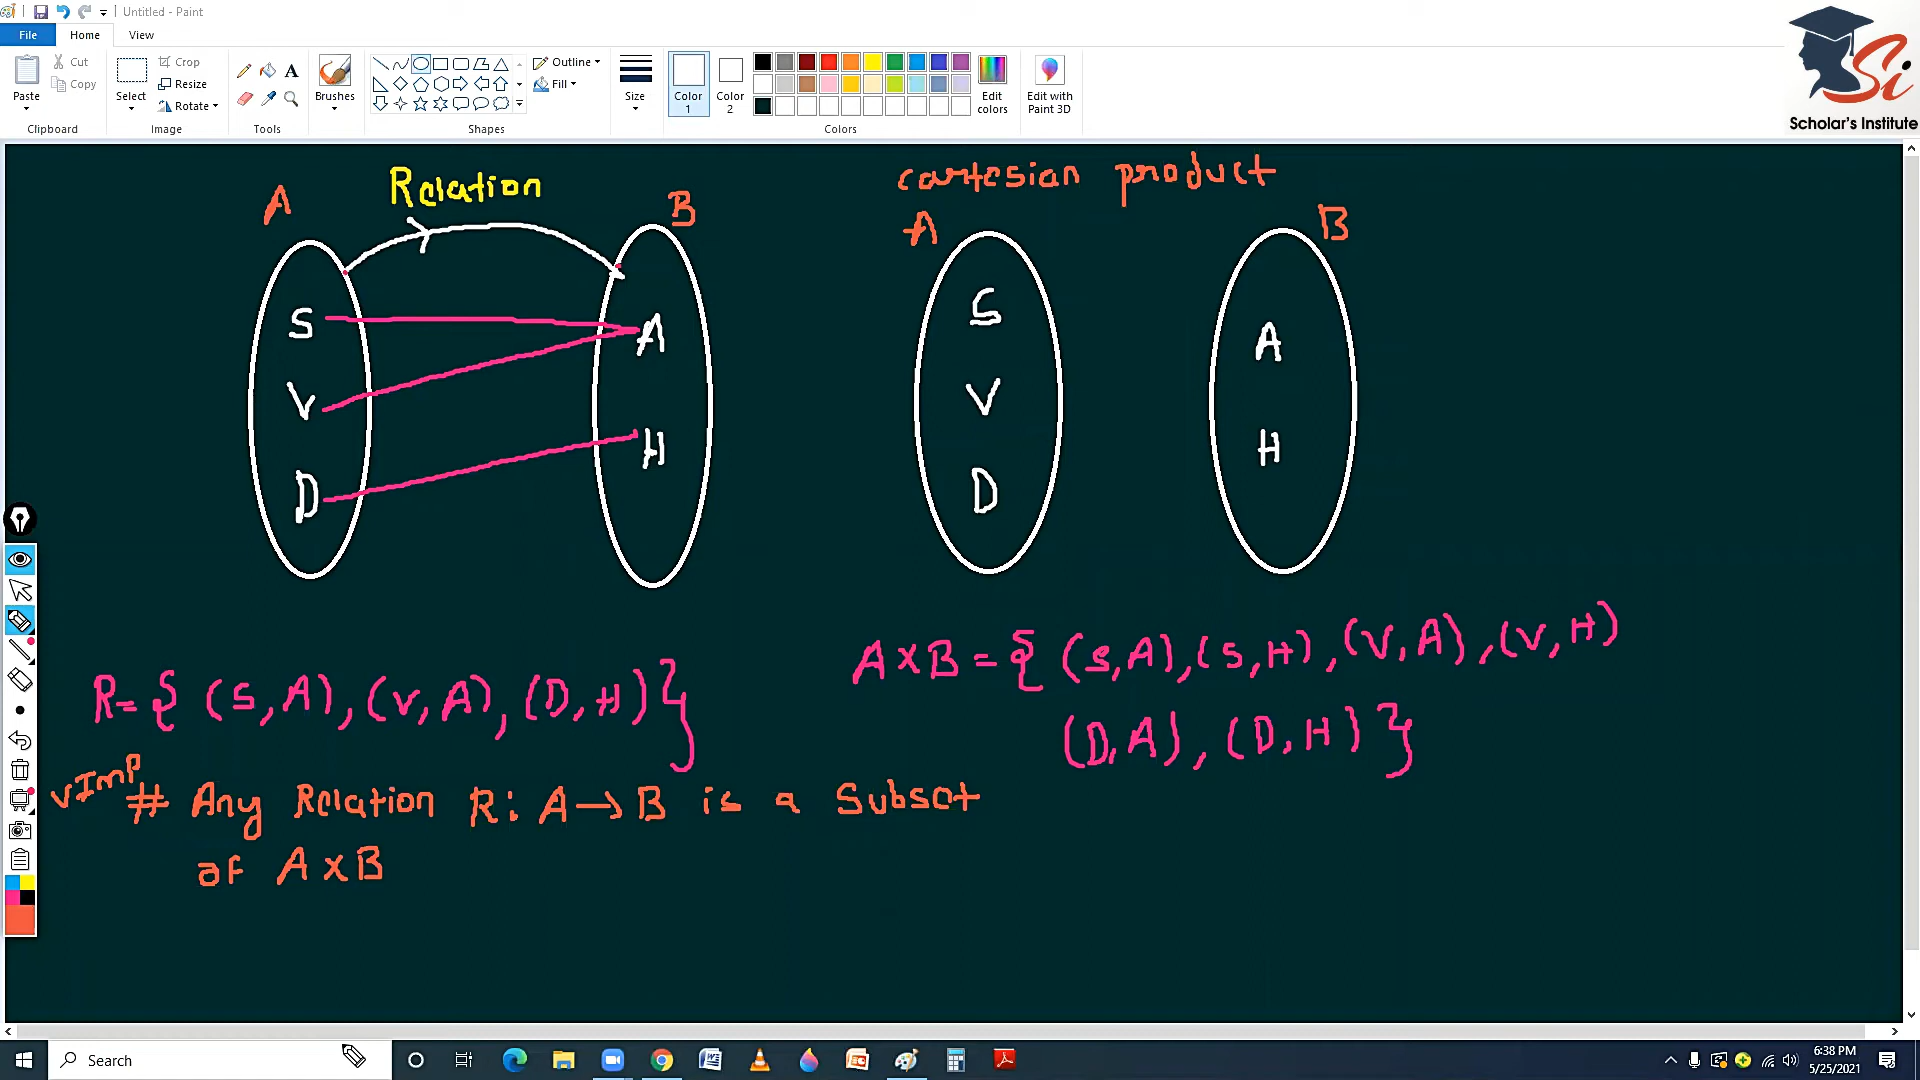 Untitled - Paint
File Home View
Paste Cut Copy Clipboard
Select Crop Resize Rotate Image
Tools
Brushes
Shapes
Outline Fill
Size
Color 1 Color 2 Edit colors Colors
Edit with Paint 3D
Si
Scholar's Institute
Relation
A B
S A
V H
D
R= { (S,A), (V,A), (D,H) }
cartesian product
A B
S A
V H
D
A×B = { (S,A),(S,H),(V,A),(V,H)
(D,A), (D,H) }
vImp # Any Relation R: A→B is a Subset
of A×B
Search
6:38 PM
5/25/2021